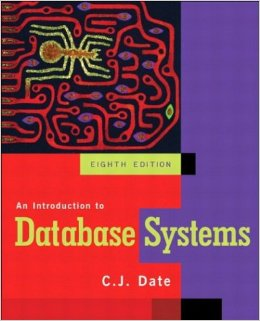 EIGHTH EDITION
An Introduction to
Database Systems
C.J. Date